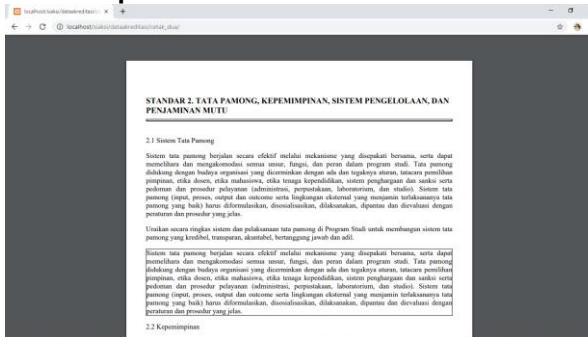 localhost/siaksi/dataakreditasi/cetak_dua/
STANDAR 2. TATA PAMONG, KEPEMIMPINAN, SISTEM PENGELOLAAN, DAN
PENJAMINAN MUTU
2.1 Sistem Tata Pamong
Sistem tata pamong berjalan secara efektif melalui mekanisme yang disepakati bersama, serta dapat
memelihara dan mengakomodasi semua unsur, fungsi, dan peran dalam program studi. Tata pamong
didukung dengan budaya organisasi yang dicerminkan dengan ada dan tegaknya aturan, tatacara pemilihan
pimpinan, etika dosen, etika mahasiswa, etika tenaga kependidikan, sistem penghargaan dan sanksi serta
pedoman dan prosedur pelayanan (administrasi, perpustakaan, laboratorium, dan studio). Sistem tata
pamong (input, proses, output dan outcome serta lingkungan eksternal yang menjamin terlaksananya tata
pamong yang baik) harus diformulasikan, disosialisasikan, dilaksanakan, dipantau dan dievaluasi dengan
peraturan dan prosedur yang jelas.
Uraikan secara ringkas sistem dan pelaksanaan tata pamong di Program Studi untuk membangun sistem tata
pamong yang kredibel, transparan, akuntabel, bertanggung jawab dan adil.
Sistem tata pamong berjalan secara efektif melalui mekanisme yang disepakati bersama, serta dapat
memelihara dan mengakomodasi semua unsur, fungsi, dan peran dalam program studi. Tata pamong
didukung dengan budaya organisasi yang dicerminkan dengan ada dan tegaknya aturan, tatacara pemilihan
pimpinan, etika dosen, etika mahasiswa, etika tenaga kependidikan, sistem penghargaan dan sanksi serta
pedoman dan prosedur pelayanan (administrasi, perpustakaan, laboratorium, dan studio). Sistem tata
pamong (input, proses, output dan outcome serta lingkungan eksternal yang menjamin terlaksananya tata
pamong yang baik) harus diformulasikan, disosialisasikan, dilaksanakan, dipantau dan dievaluasi dengan
peraturan dan prosedur yang jelas.
2.2 Kepemimpinan